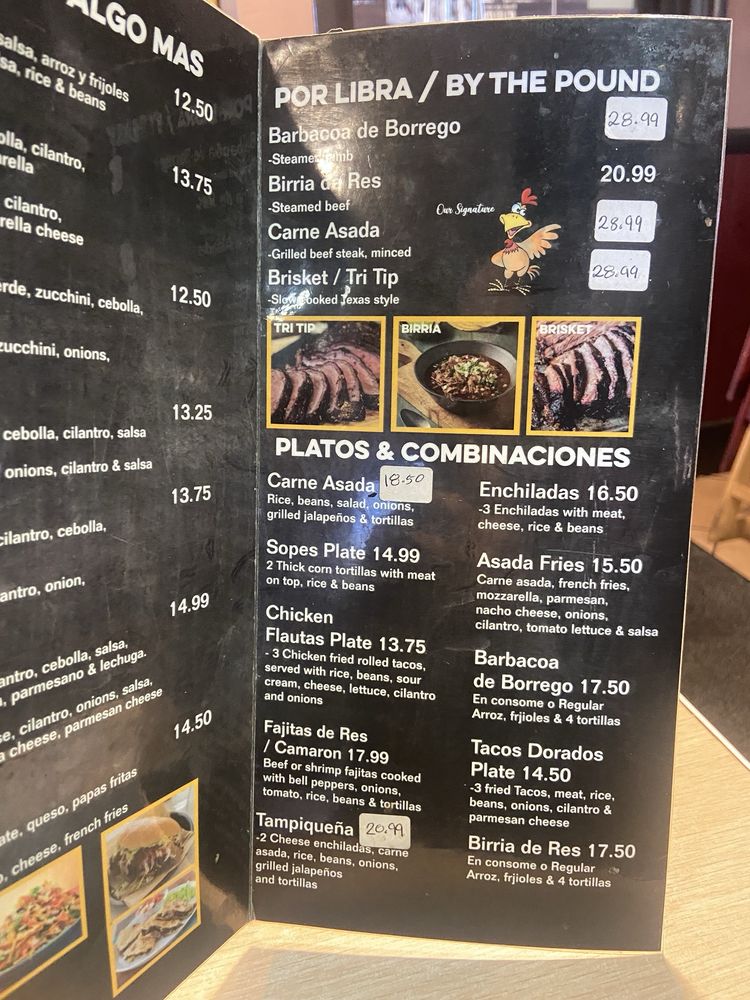 ALGO MAS
salsa, arroz y frijoles
sa, rice & beans
12.50
olla, cilantro,
rella
13.75
cilantro,
rella cheese
erde, zucchini, cebolla,
12.50
zucchini, onions,
13.25
cebolla, cilantro, salsa
onions, cilantro & salsa
13.75
cilantro, cebolla,
antro, onion,
14.99
antro, cebolla, salsa,
, parmesano & lechuga.
se, cilantro, onions, salsa,
a cheese, parmesan cheese
14.50
ate, queso, papas fritas
o, cheese, french fries
POR LIBRA / BY THE POUND
Barbacoa de Borrego 28.99
-Steamed lamb
Birria de Res 20.99
-Steamed beef
Our Signature
Carne Asada 28.99
-Grilled beef steak, minced
Brisket / Tri Tip 28.99
-Slow cooked Texas style
TRI TIP
BIRRIA
BRISKET
PLATOS & COMBINACIONES
Carne Asada 18.50
Rice, beans, salad, onions,
grilled jalapeños & tortillas
Sopes Plate 14.99
2 Thick corn tortillas with meat
on top, rice & beans
Chicken
Flautas Plate 13.75
- 3 Chicken fried rolled tacos,
served with rice, beans, sour
cream, cheese, lettuce, cilantro
and onions
Fajitas de Res
/ Camaron 17.99
Beef or shrimp fajitas cooked
with bell peppers, onions,
tomato, rice, beans & tortillas
Tampiqueña 20.99
-2 Cheese enchiladas, carne
asada, rice, beans, onions,
grilled jalapeños
and tortillas
Enchiladas 16.50
-3 Enchiladas with meat,
cheese, rice & beans
Asada Fries 15.50
Carne asada, french fries,
mozzarella, parmesan,
nacho cheese, onions,
cilantro, tomato lettuce & salsa
Barbacoa
de Borrego 17.50
En consome o Regular
Arroz, frjioles & 4 tortillas
Tacos Dorados
Plate 14.50
-3 fried Tacos, meat, rice,
beans, onions, cilantro &
parmesan cheese
Birria de Res 17.50
En consome o Regular
Arroz, frjioles & 4 tortillas